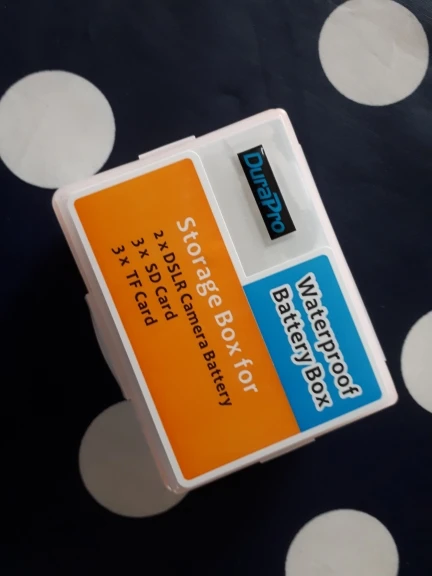 DuraPro
Waterproof
Battery Box
Storage Box for
2 x DSLR Camera Battery
3 x SD Card
3 x TF Card